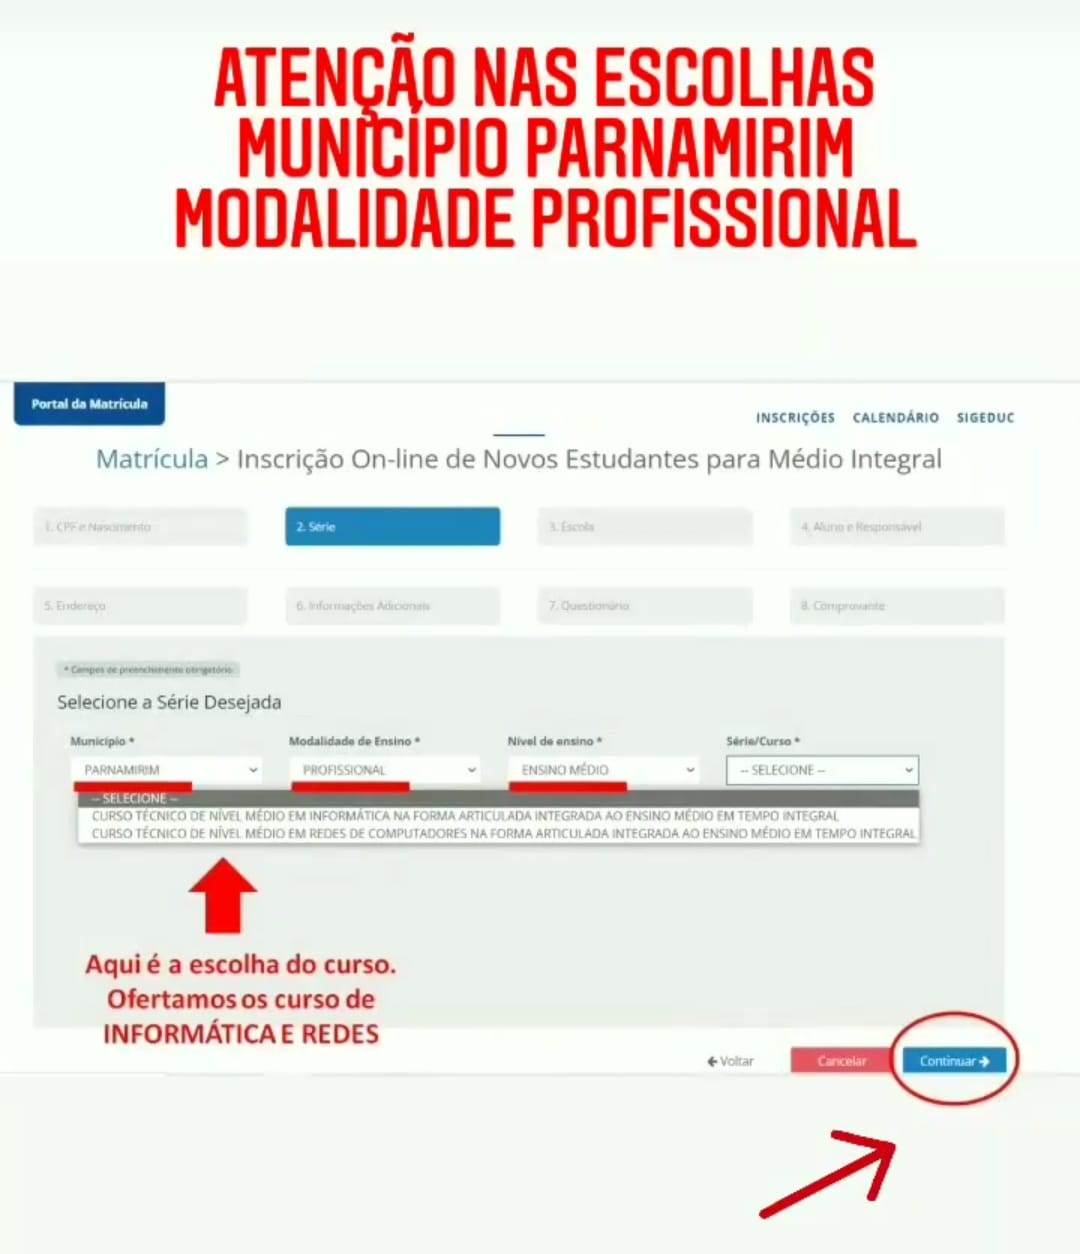 ATENÇÃO NAS ESCOLHAS
MUNICÍPIO PARNAMIRIM
MODALIDADE PROFISSIONAL
Portal da Matrícula
INSCRIÇÕES CALENDÁRIO SIGEDUC
Matrícula > Inscrição On-line de Novos Estudantes para Médio Integral
1. CPF e Nascimento
2. Série
3. Escola
4. Aluno e Responsável
5. Endereço
6. Informações Adicionais
7. Questionário
8. Comprovante
* Campos de preenchimento obrigatório
Selecione a Série Desejada
Município * Modalidade de Ensino * Nível de ensino * Série/Curso *
PARNAMIRIM PROFISSIONAL ENSINO MÉDIO -- SELECIONE --
-- SELECIONE --
CURSO TÉCNICO DE NÍVEL MÉDIO EM INFORMÁTICA NA FORMA ARTICULADA INTEGRADA AO ENSINO MÉDIO EM TEMPO INTEGRAL
CURSO TÉCNICO DE NÍVEL MÉDIO EM REDES DE COMPUTADORES NA FORMA ARTICULADA INTEGRADA AO ENSINO MÉDIO EM TEMPO INTEGRAL
Aqui é a escolha do curso.
Ofertamos os curso de
INFORMÁTICA E REDES
Voltar Cancelar Continuar